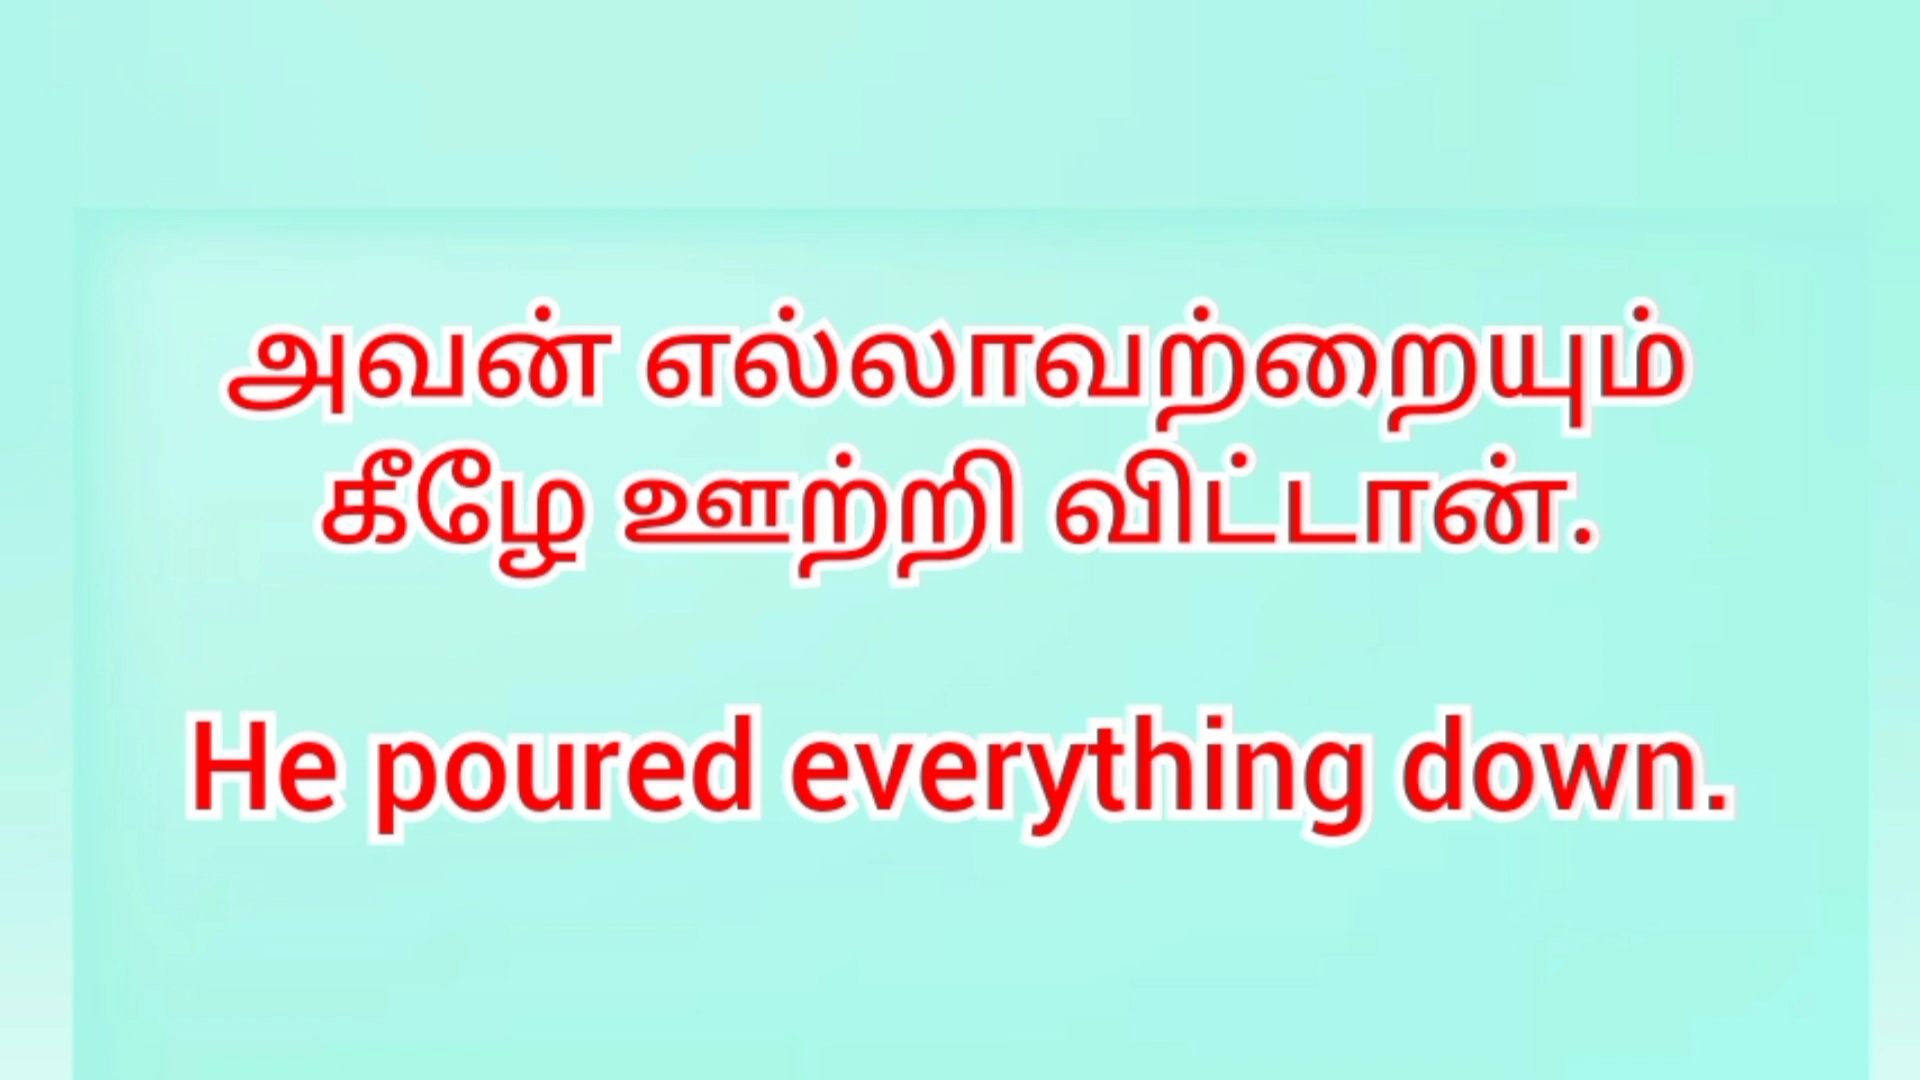 அவன் எல்லாவற்றையும்
கீழே ஊற்றி விட்டான்.
He poured everything down.